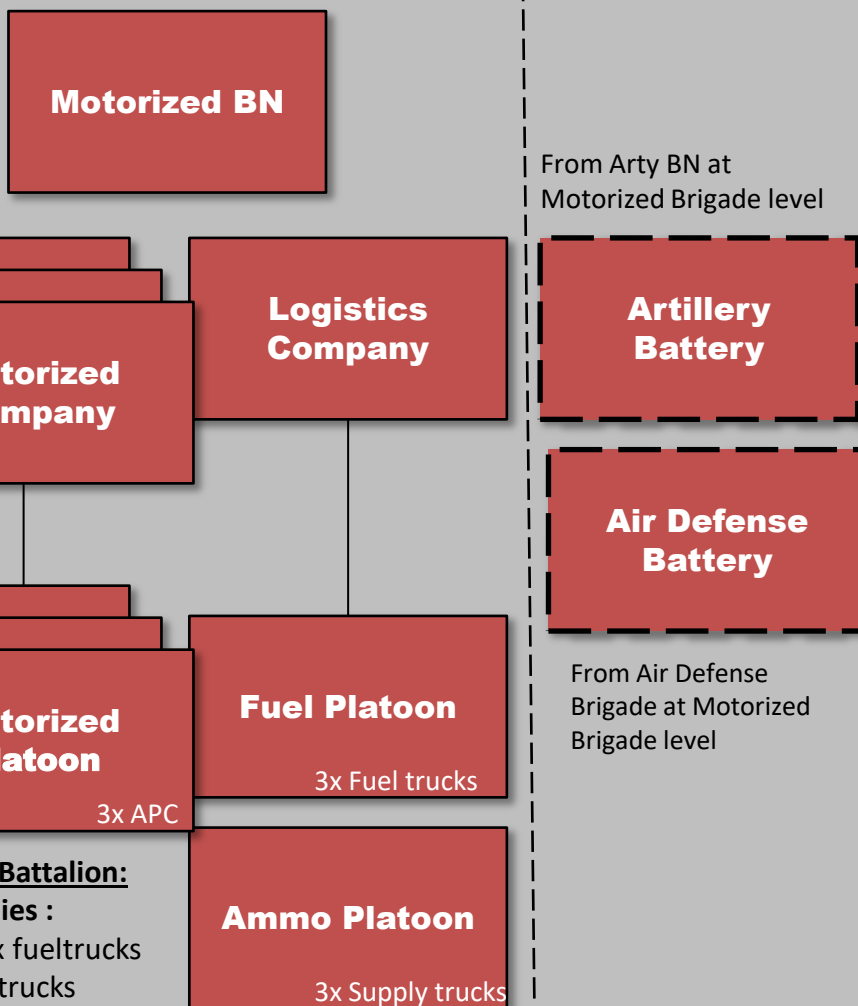 Motorized BN
From Arty BN at
Motorized Brigade level
Logistics
Company
Artillery
Battery
torized
mpany
Air Defense
Battery
From Air Defense
Brigade at Motorized
Brigade level
Fuel Platoon
3x Fuel trucks
torized
latoon
3x APC
Battalion:
ies :
x fueltrucks
trucks
Ammo Platoon
3x Supply trucks